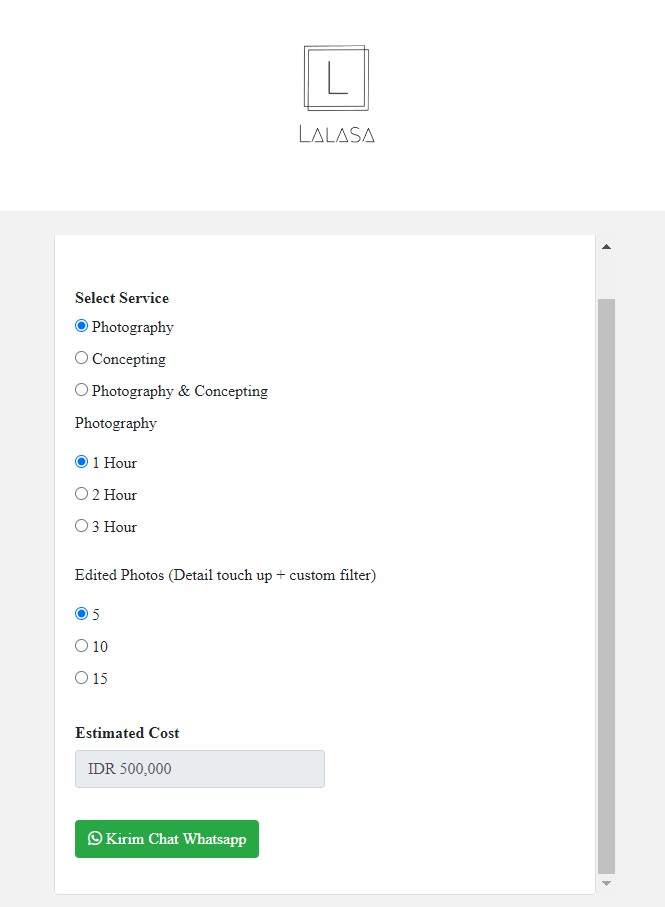 L
LALASA
Select Service
Photography
Concepting
Photography & Concepting
Photography
1 Hour
2 Hour
3 Hour
Edited Photos (Detail touch up + custom filter)
5
10
15
Estimated Cost
IDR 500,000
Kirim Chat Whatsapp